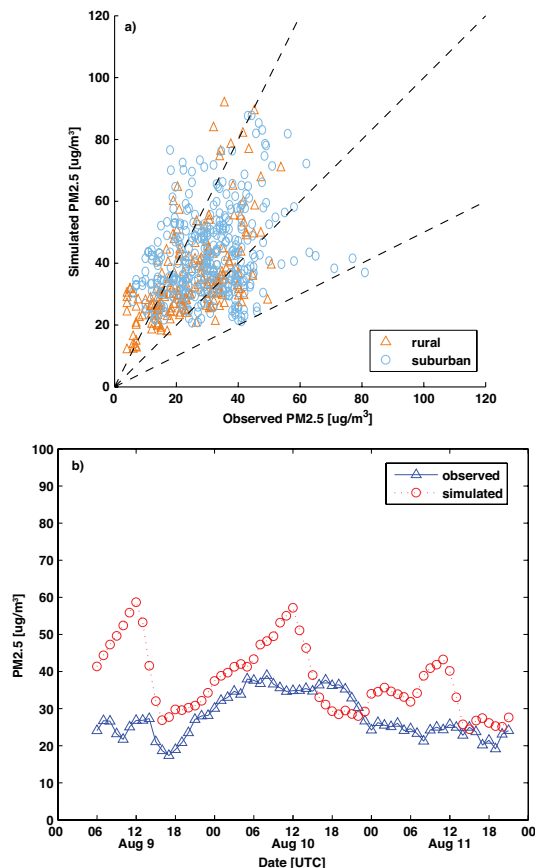 a)
120
100
80
60
40
20
0
Simulated PM2.5 [ug/m³]
rural
suburban
0 20 40 60 80 100 120
Observed PM2.5 [ug/m³]
b)
100
90
80
70
60
50
40
30
20
10
0
PM2.5 [ug/m³]
observed
simulated
00 06 12 18 00 06 12 18 00 06 12 18 00
Aug 9 Aug 10 Aug 11
Date [UTC]